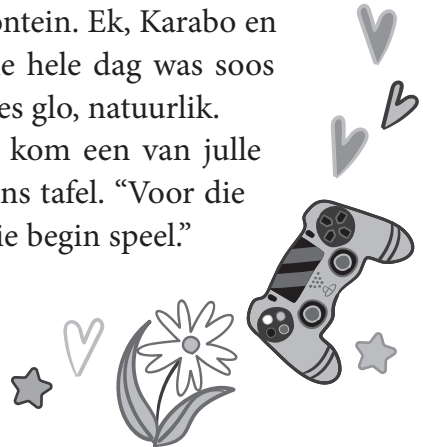 ntein. Ek, Karabo en
e hele dag was soos
es glo, natuurlik.
kom een van julle
ns tafel. “Voor die
ie begin speel.”